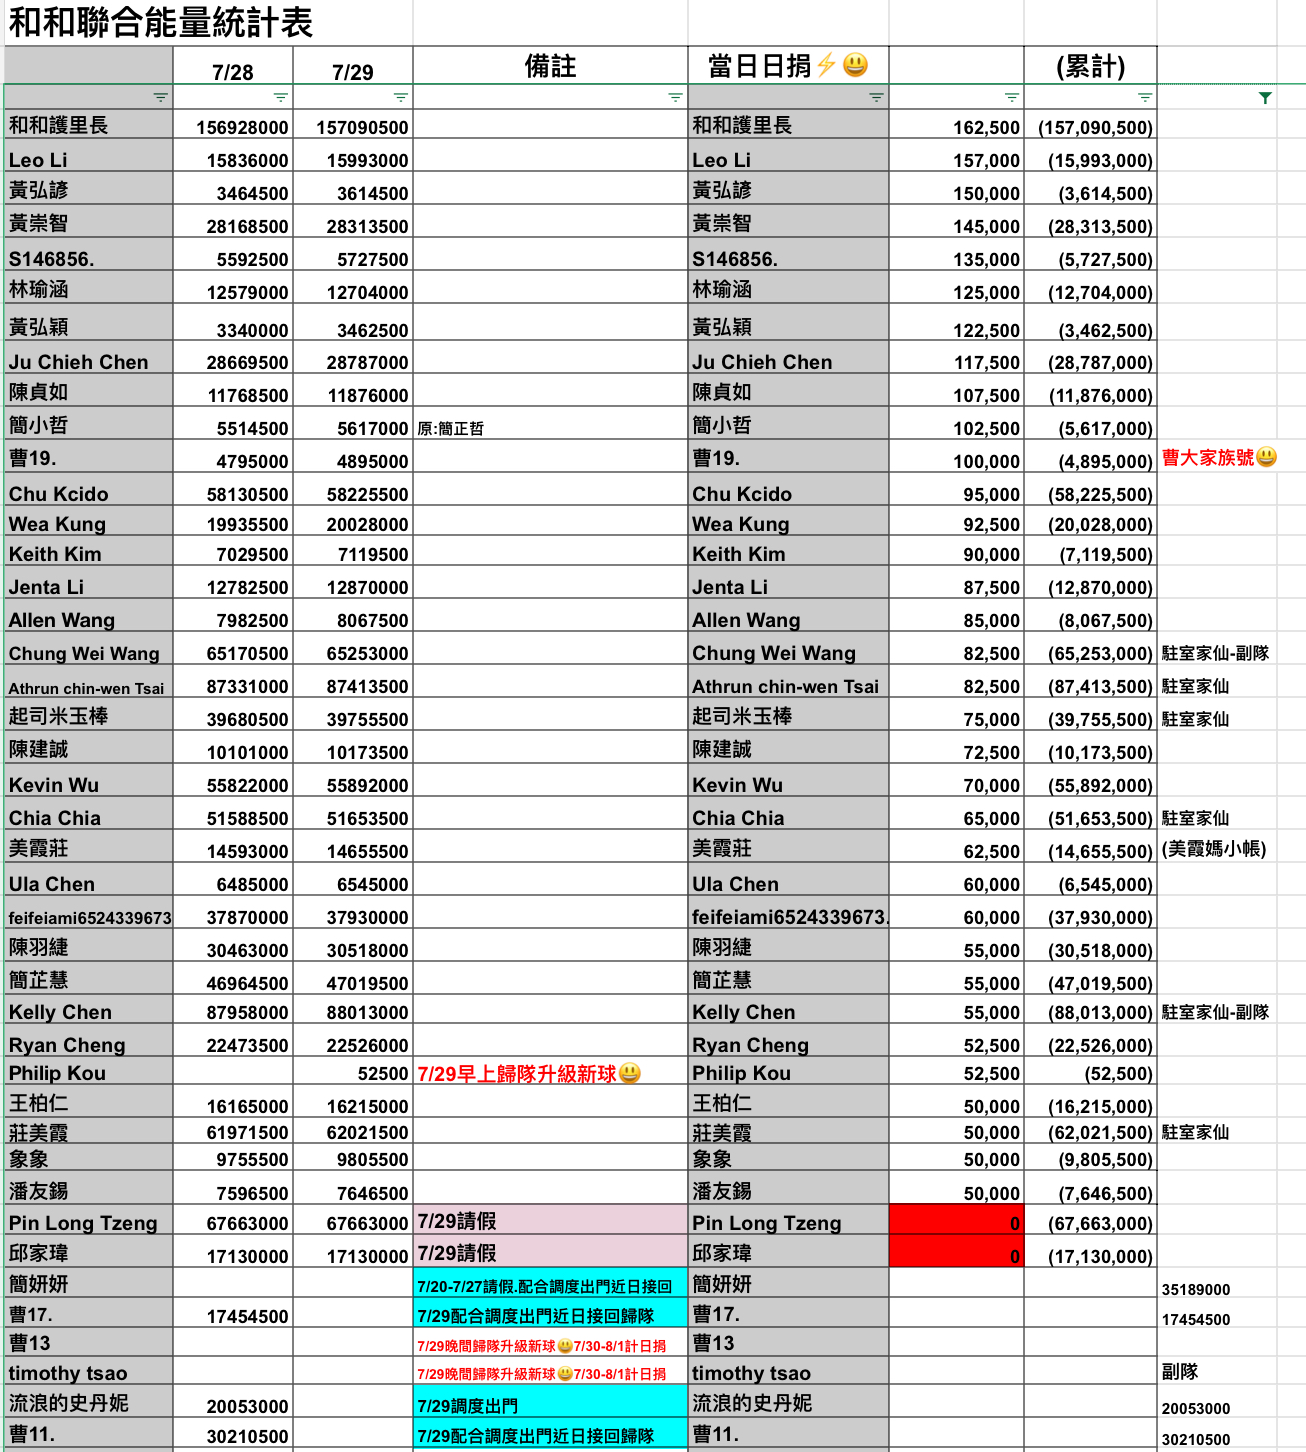 和和聯合能量統計表
7/28 7/29 備註 當日日捐⚡😃 (累計)
和和護里長 156928000 157090500 和和護里長 162,500 (157,090,500)
Leo Li 15836000 15993000 Leo Li 157,000 (15,993,000)
黃弘諺 3464500 3614500 黃弘諺 150,000 (3,614,500)
黃崇智 28168500 28313500 黃崇智 145,000 (28,313,500)
S146856. 5592500 5727500 S146856. 135,000 (5,727,500)
林瑜涵 12579000 12704000 林瑜涵 125,000 (12,704,000)
黃弘穎 3340000 3462500 黃弘穎 122,500 (3,462,500)
Ju Chieh Chen 28669500 28787000 Ju Chieh Chen 117,500 (28,787,000)
陳貞如 11768500 11876000 陳貞如 107,500 (11,876,000)
簡小哲 5514500 5617000 原:簡正哲 簡小哲 102,500 (5,617,000)
曹19. 4795000 4895000 曹19. 100,000 (4,895,000) 曹大家族號😃
Chu Kcido 58130500 58225500 Chu Kcido 95,000 (58,225,500)
Wea Kung 19935500 20028000 Wea Kung 92,500 (20,028,000)
Keith Kim 7029500 7119500 Keith Kim 90,000 (7,119,500)
Jenta Li 12782500 12870000 Jenta Li 87,500 (12,870,000)
Allen Wang 7982500 8067500 Allen Wang 85,000 (8,067,500)
Chung Wei Wang 65170500 65253000 Chung Wei Wang 82,500 (65,253,000) 駐室家仙-副隊
Athrun chin-wen Tsai 87331000 87413500 Athrun chin-wen Tsai 82,500 (87,413,500) 駐室家仙
起司米玉棒 39680500 39755500 起司米玉棒 75,000 (39,755,500) 駐室家仙
陳建誠 10101000 10173500 陳建誠 72,500 (10,173,500)
Kevin Wu 55822000 55892000 Kevin Wu 70,000 (55,892,000)
Chia Chia 51588500 51653500 Chia Chia 65,000 (51,653,500) 駐室家仙
美霞莊 14593000 14655500 美霞莊 62,500 (14,655,500) (美霞媽小帳)
Ula Chen 6485000 6545000 Ula Chen 60,000 (6,545,000)
feifeiami6524339673 37870000 37930000 feifeiami6524339673. 60,000 (37,930,000)
陳羽緁 30463000 30518000 陳羽緁 55,000 (30,518,000)
簡芷慧 46964500 47019500 簡芷慧 55,000 (47,019,500)
Kelly Chen 87958000 88013000 Kelly Chen 55,000 (88,013,000) 駐室家仙-副隊
Ryan Cheng 22473500 22526000 Ryan Cheng 52,500 (22,526,000)
Philip Kou 52500 7/29早上歸隊升級新球😃 Philip Kou 52,500 (52,500)
王柏仁 16165000 16215000 王柏仁 50,000 (16,215,000)
莊美霞 61971500 62021500 莊美霞 50,000 (62,021,500) 駐室家仙
象象 9755500 9805500 象象 50,000 (9,805,500)
潘友錫 7596500 7646500 潘友錫 50,000 (7,646,500)
Pin Long Tzeng 67663000 67663000 7/29請假 Pin Long Tzeng 0 (67,663,000)
邱家瑋 17130000 17130000 7/29請假 邱家瑋 0 (17,130,000)
簡妍妍 7/20-7/27請假.配合調度出門近日接回 簡妍妍 35189000
曹17. 17454500 7/29配合調度出門近日接回歸隊 曹17. 17454500
曹13 7/29晚間歸隊升級新球😃7/30-8/1計日捐 曹13
timothy tsao 7/29晚間歸隊升級新球😃7/30-8/1計日捐 timothy tsao 副隊
流浪的史丹妮 20053000 7/29調度出門 流浪的史丹妮 20053000
曹11. 30210500 7/29配合調度出門近日接回歸隊 曹11. 30210500